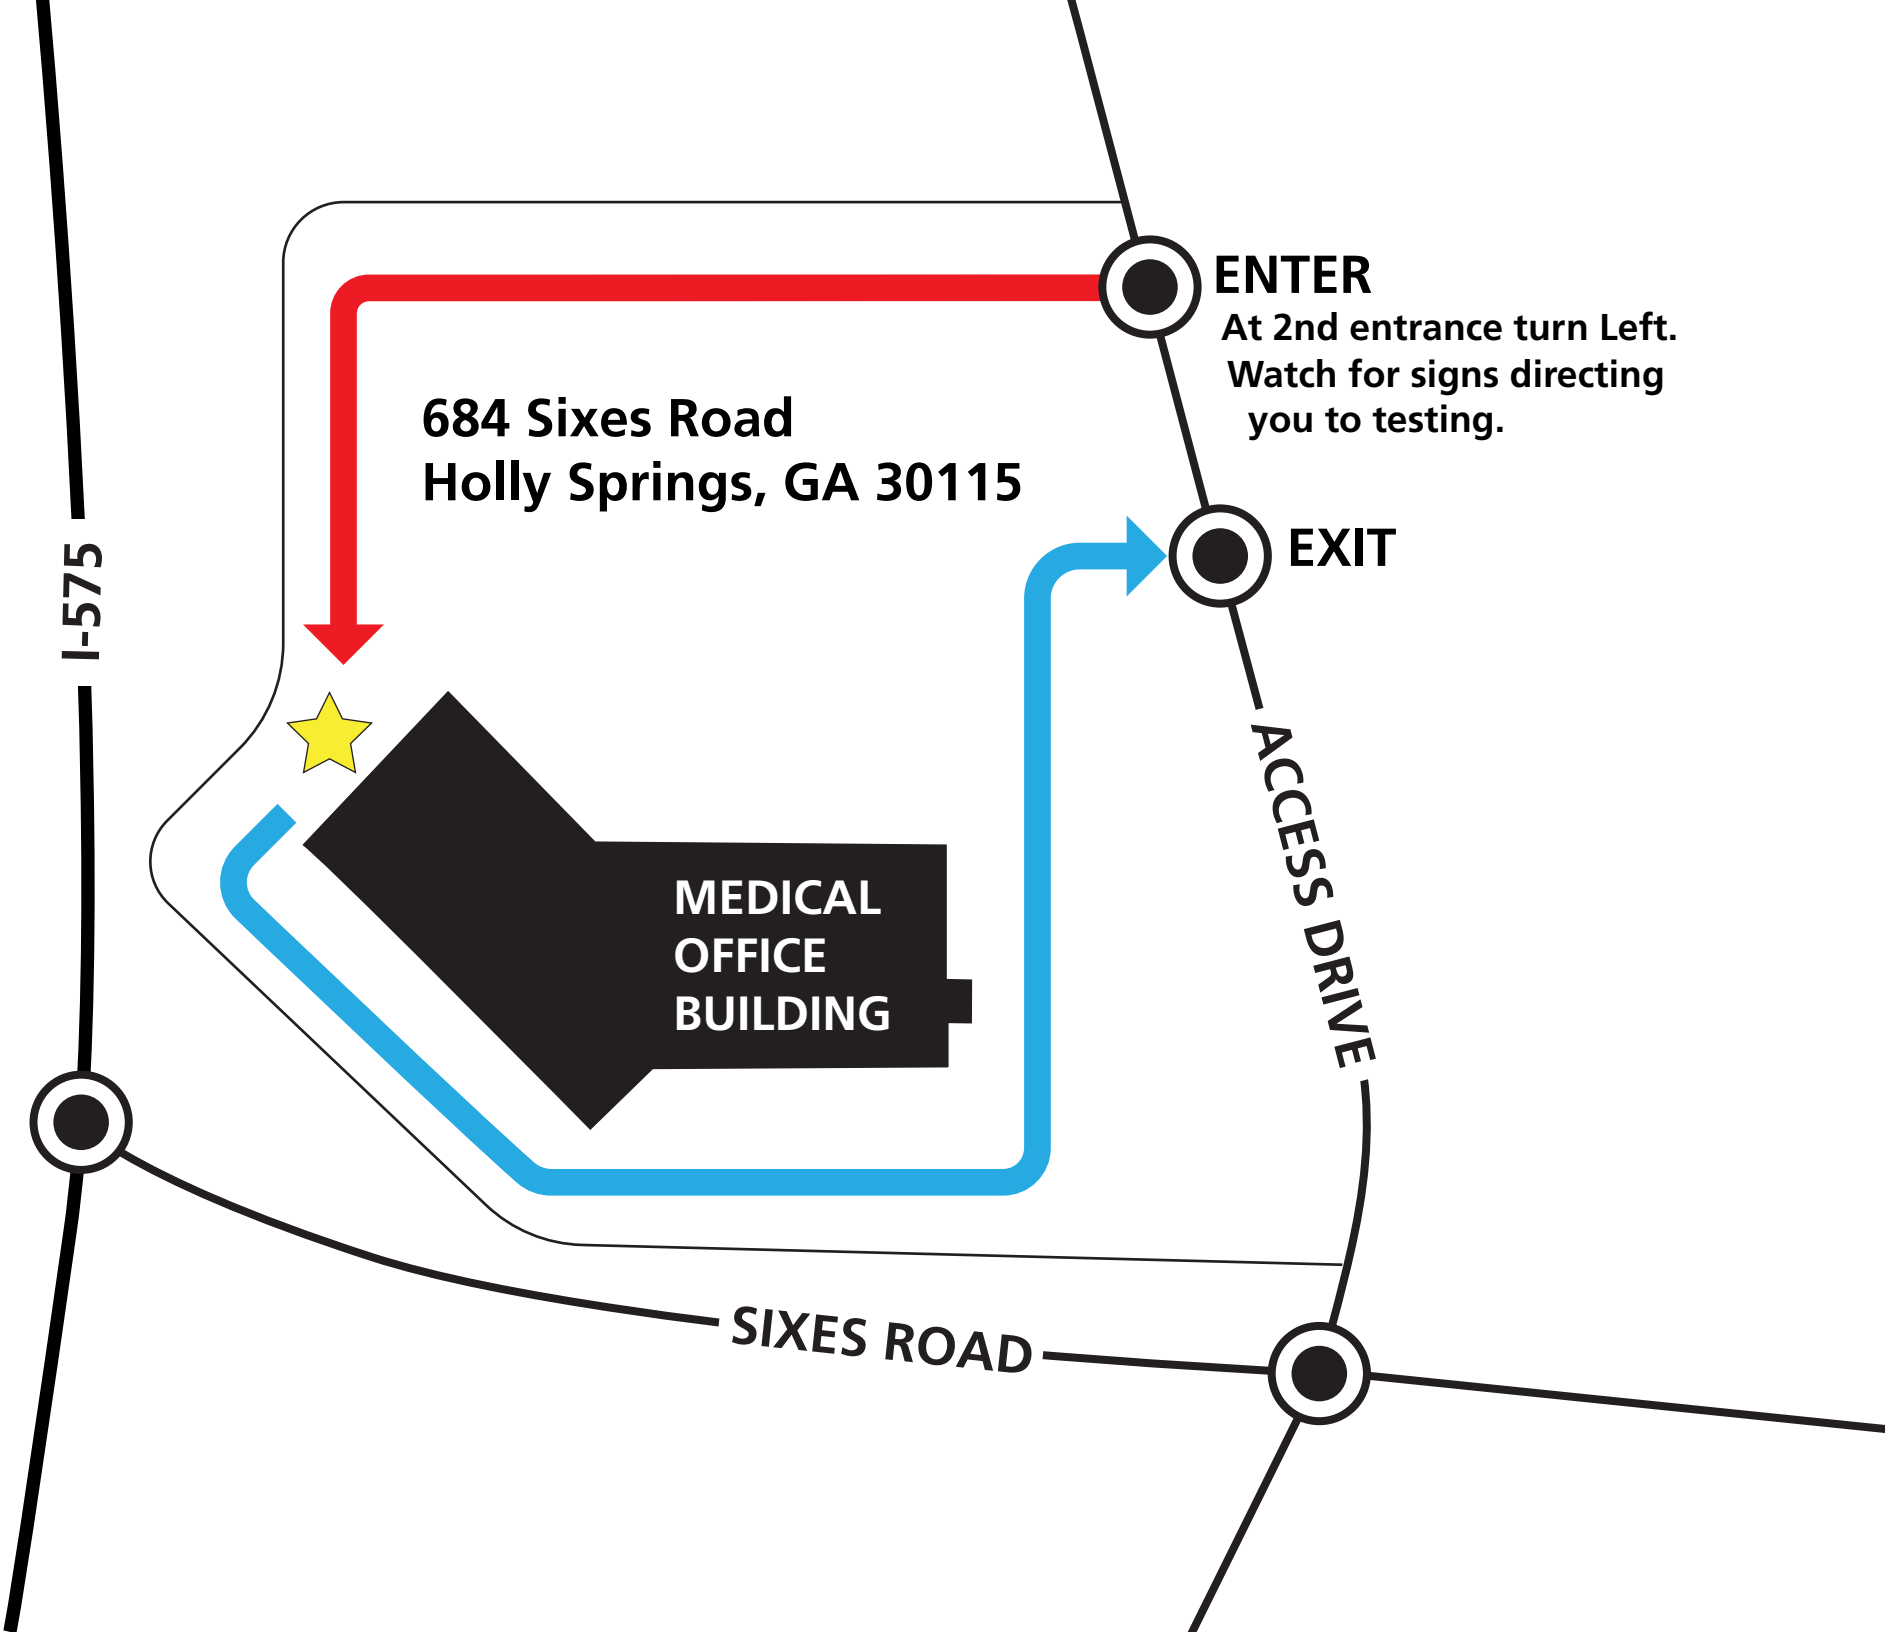 ENTER
At 2nd entrance turn Left.
Watch for signs directing
you to testing.
684 Sixes Road
Holly Springs, GA 30115
EXIT
I-575
ACCESS DRIVE
MEDICAL
OFFICE
BUILDING
SIXES ROAD